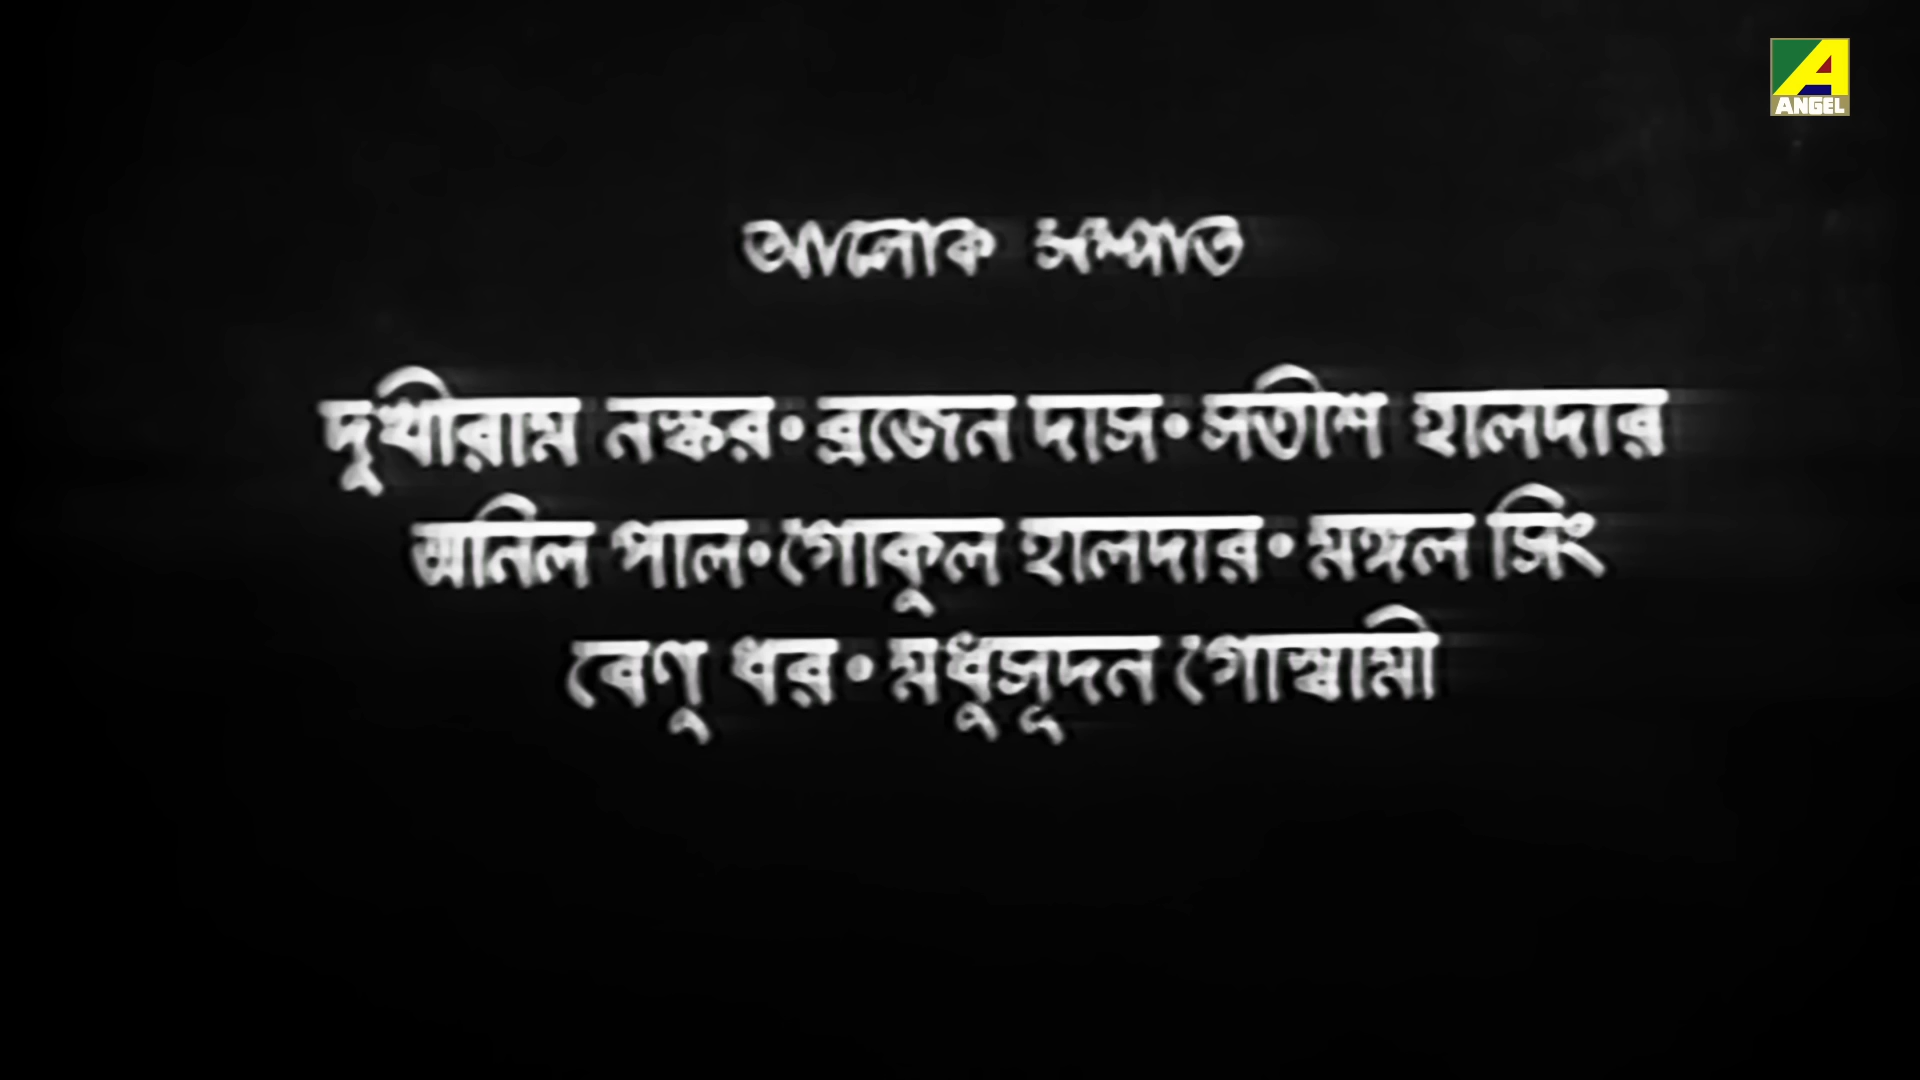 ANGEL
আলোক সম্পাত
দুখীরাম নস্কর • ব্রজেন দাস • সতীশ হালদার
অনিল পাল • গোকুল হালদার • মঙ্গল সিং
বেণু ধর • মধুসূদন গোস্বামী